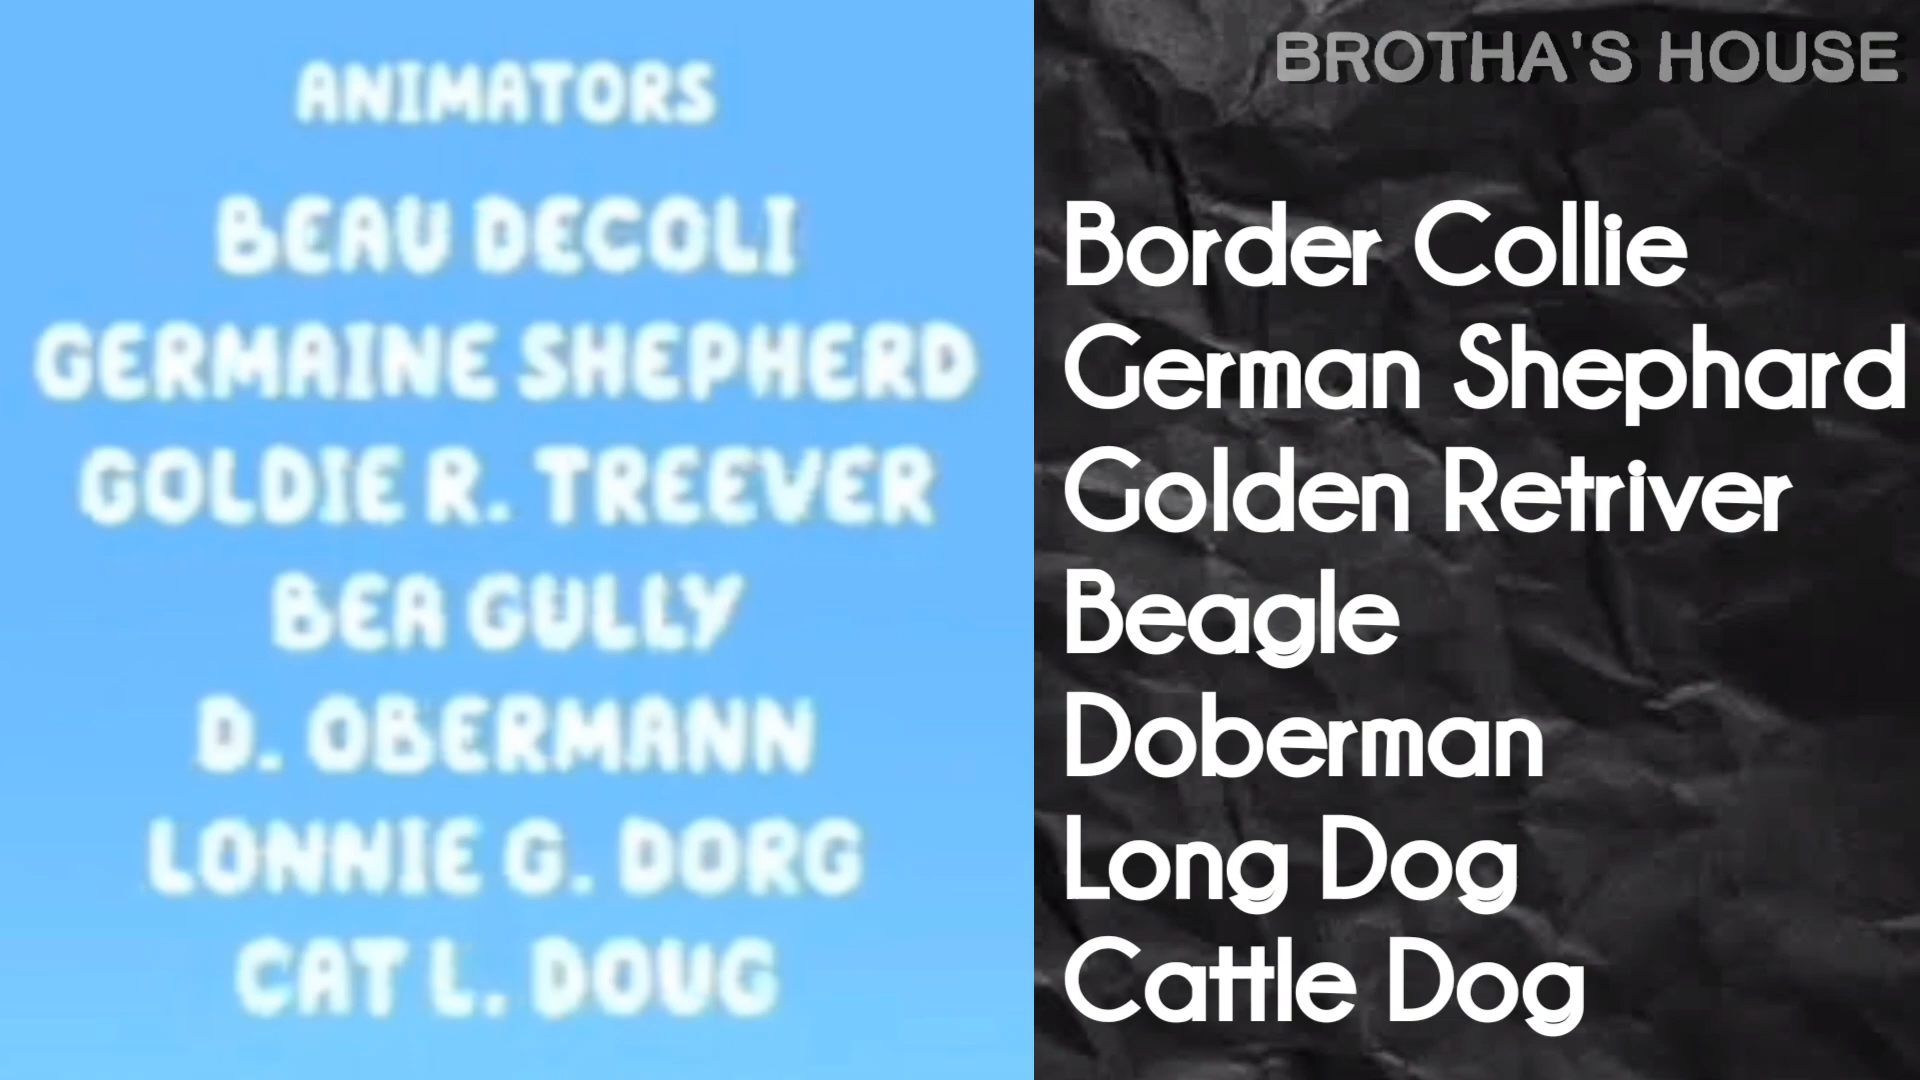 ANIMATORS
BEAU DECOLI
GERMAINE SHEPHERD
GOLDIE R. TREEVER
BEA GULLY
D. OBERMANN
LONNIE G. DORG
CAT L. DOUG
BROTHA'S HOUSE
Border Collie
German Shephard
Golden Retriver
Beagle
Doberman
Long Dog
Cattle Dog